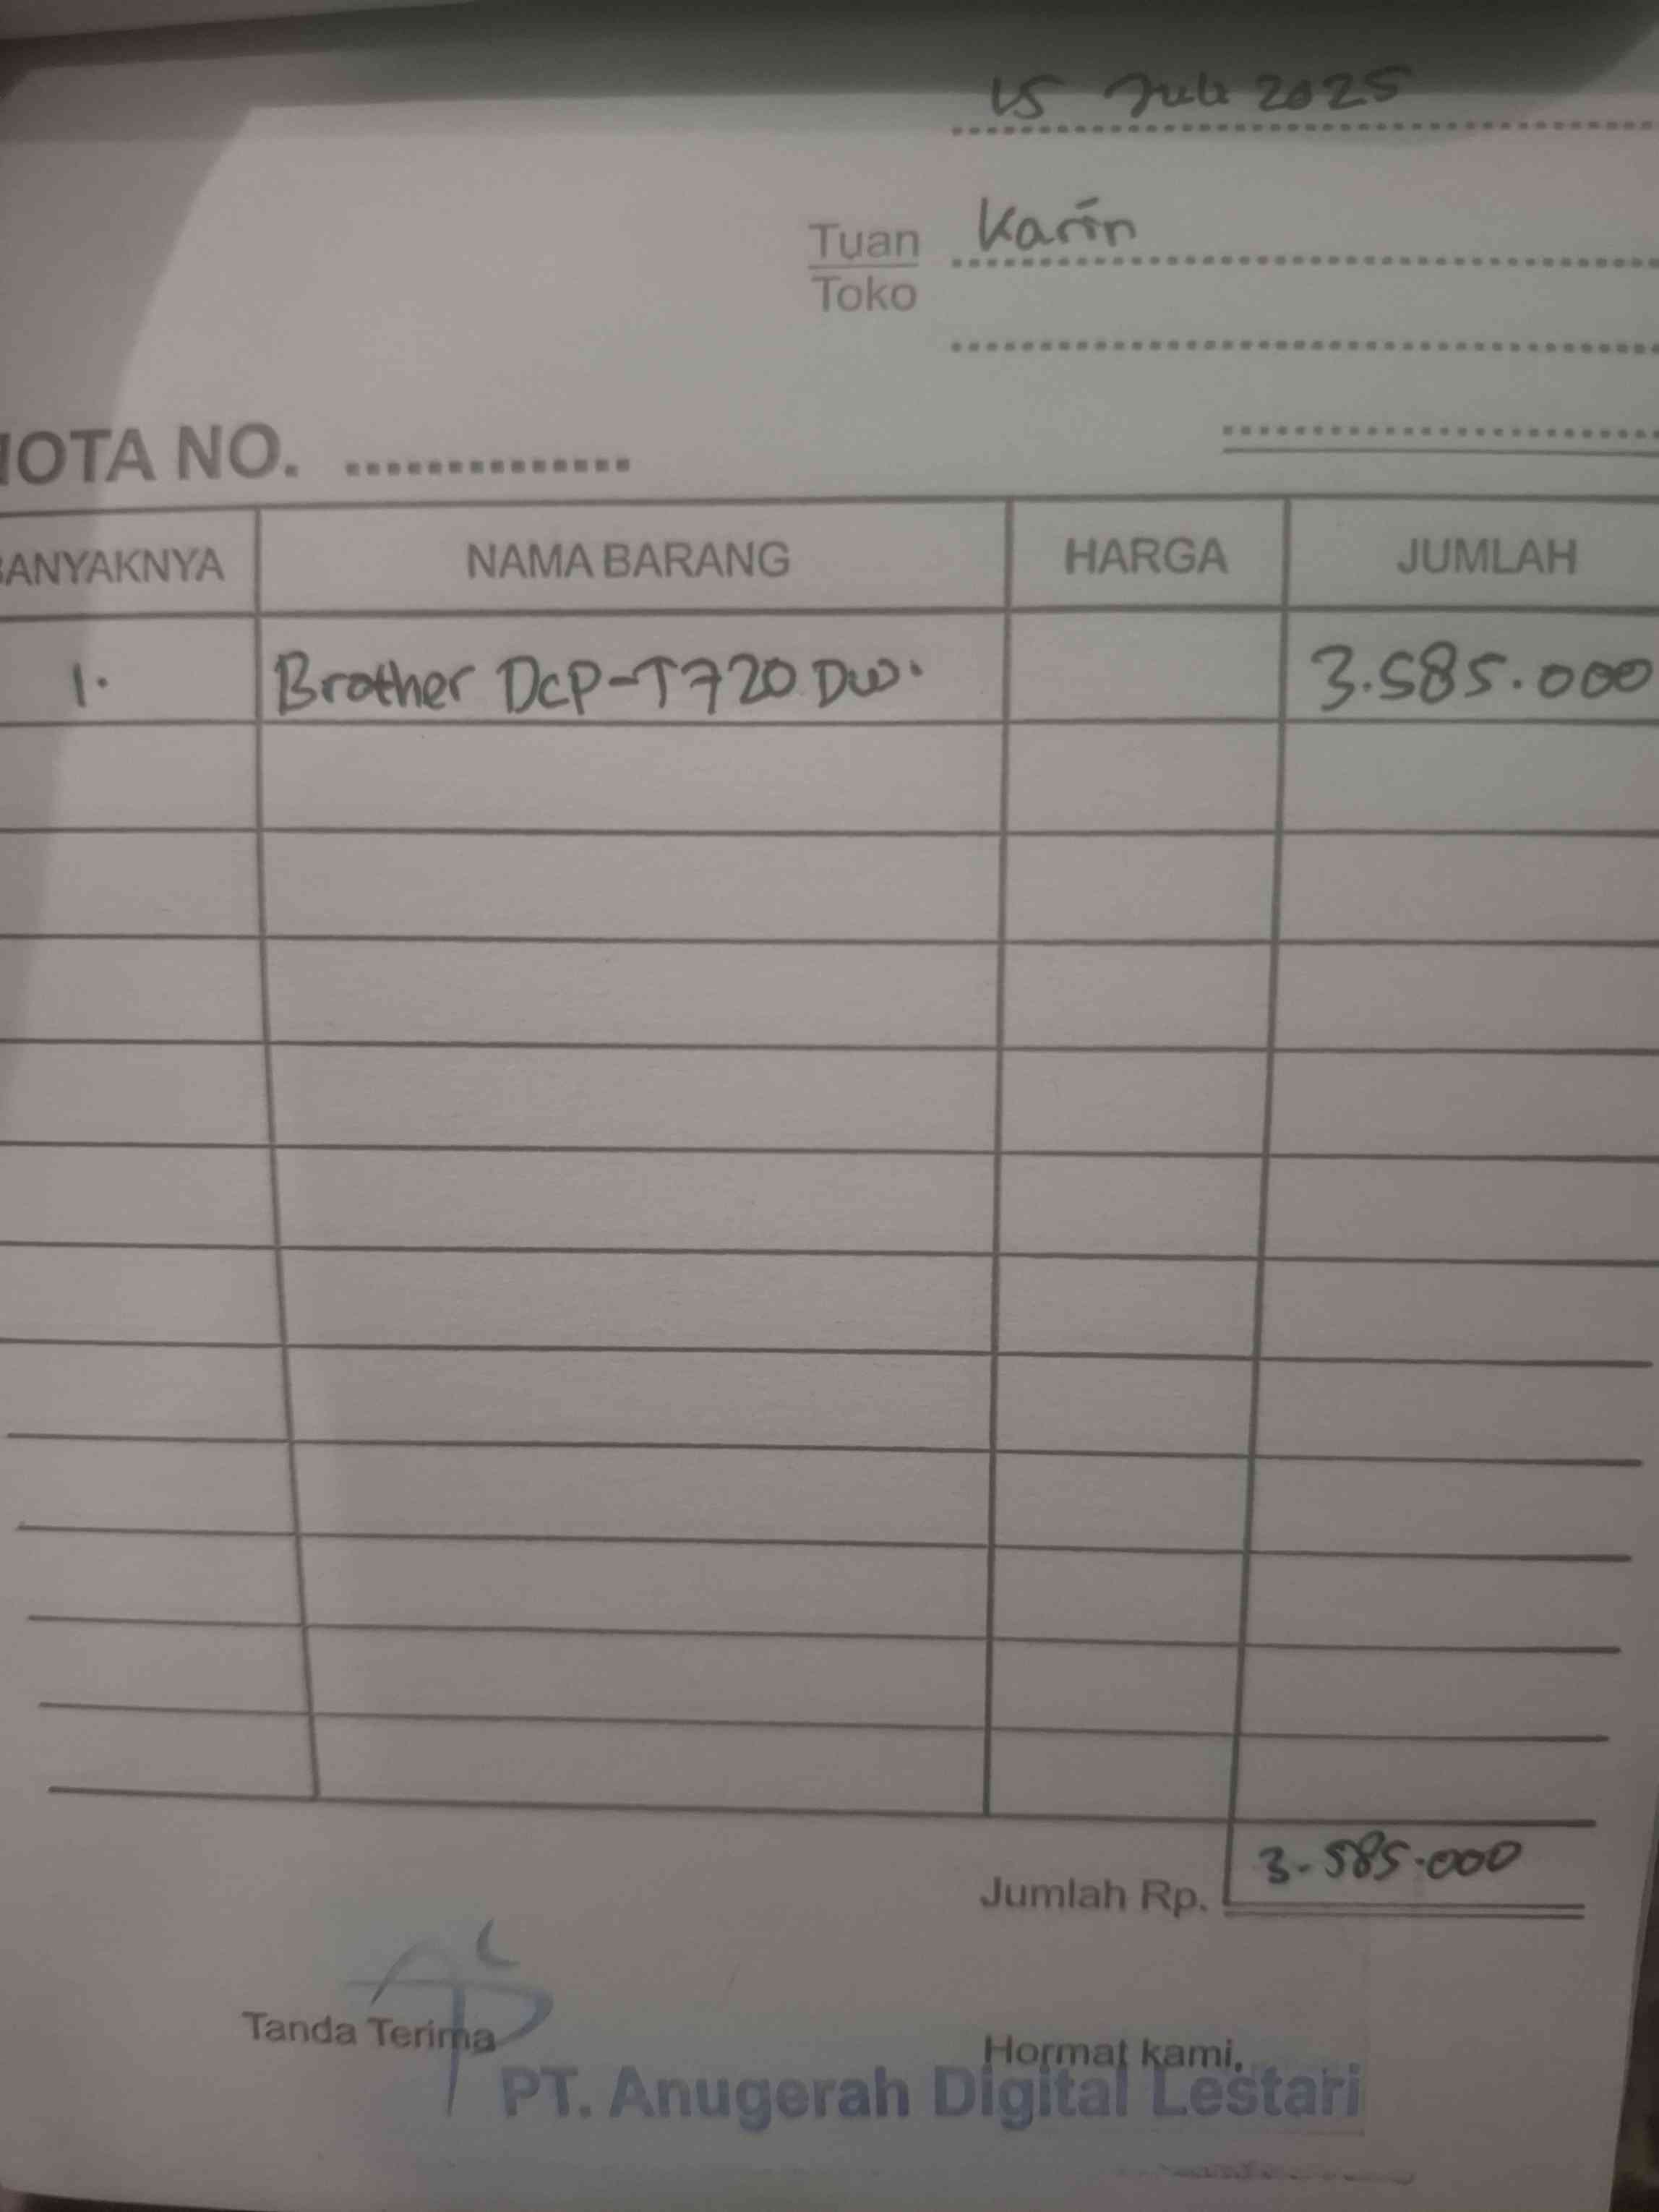 15 Juli 2025
Tuan Karin
Toko
NOTA NO.
BANYAKNYA NAMA BARANG HARGA JUMLAH
1. Brother DCP-T720 DW. 3.585.000
Jumlah Rp. 3.585.000
Tanda Terima
Hormat kami,
PT. Anugerah Digital Lestari